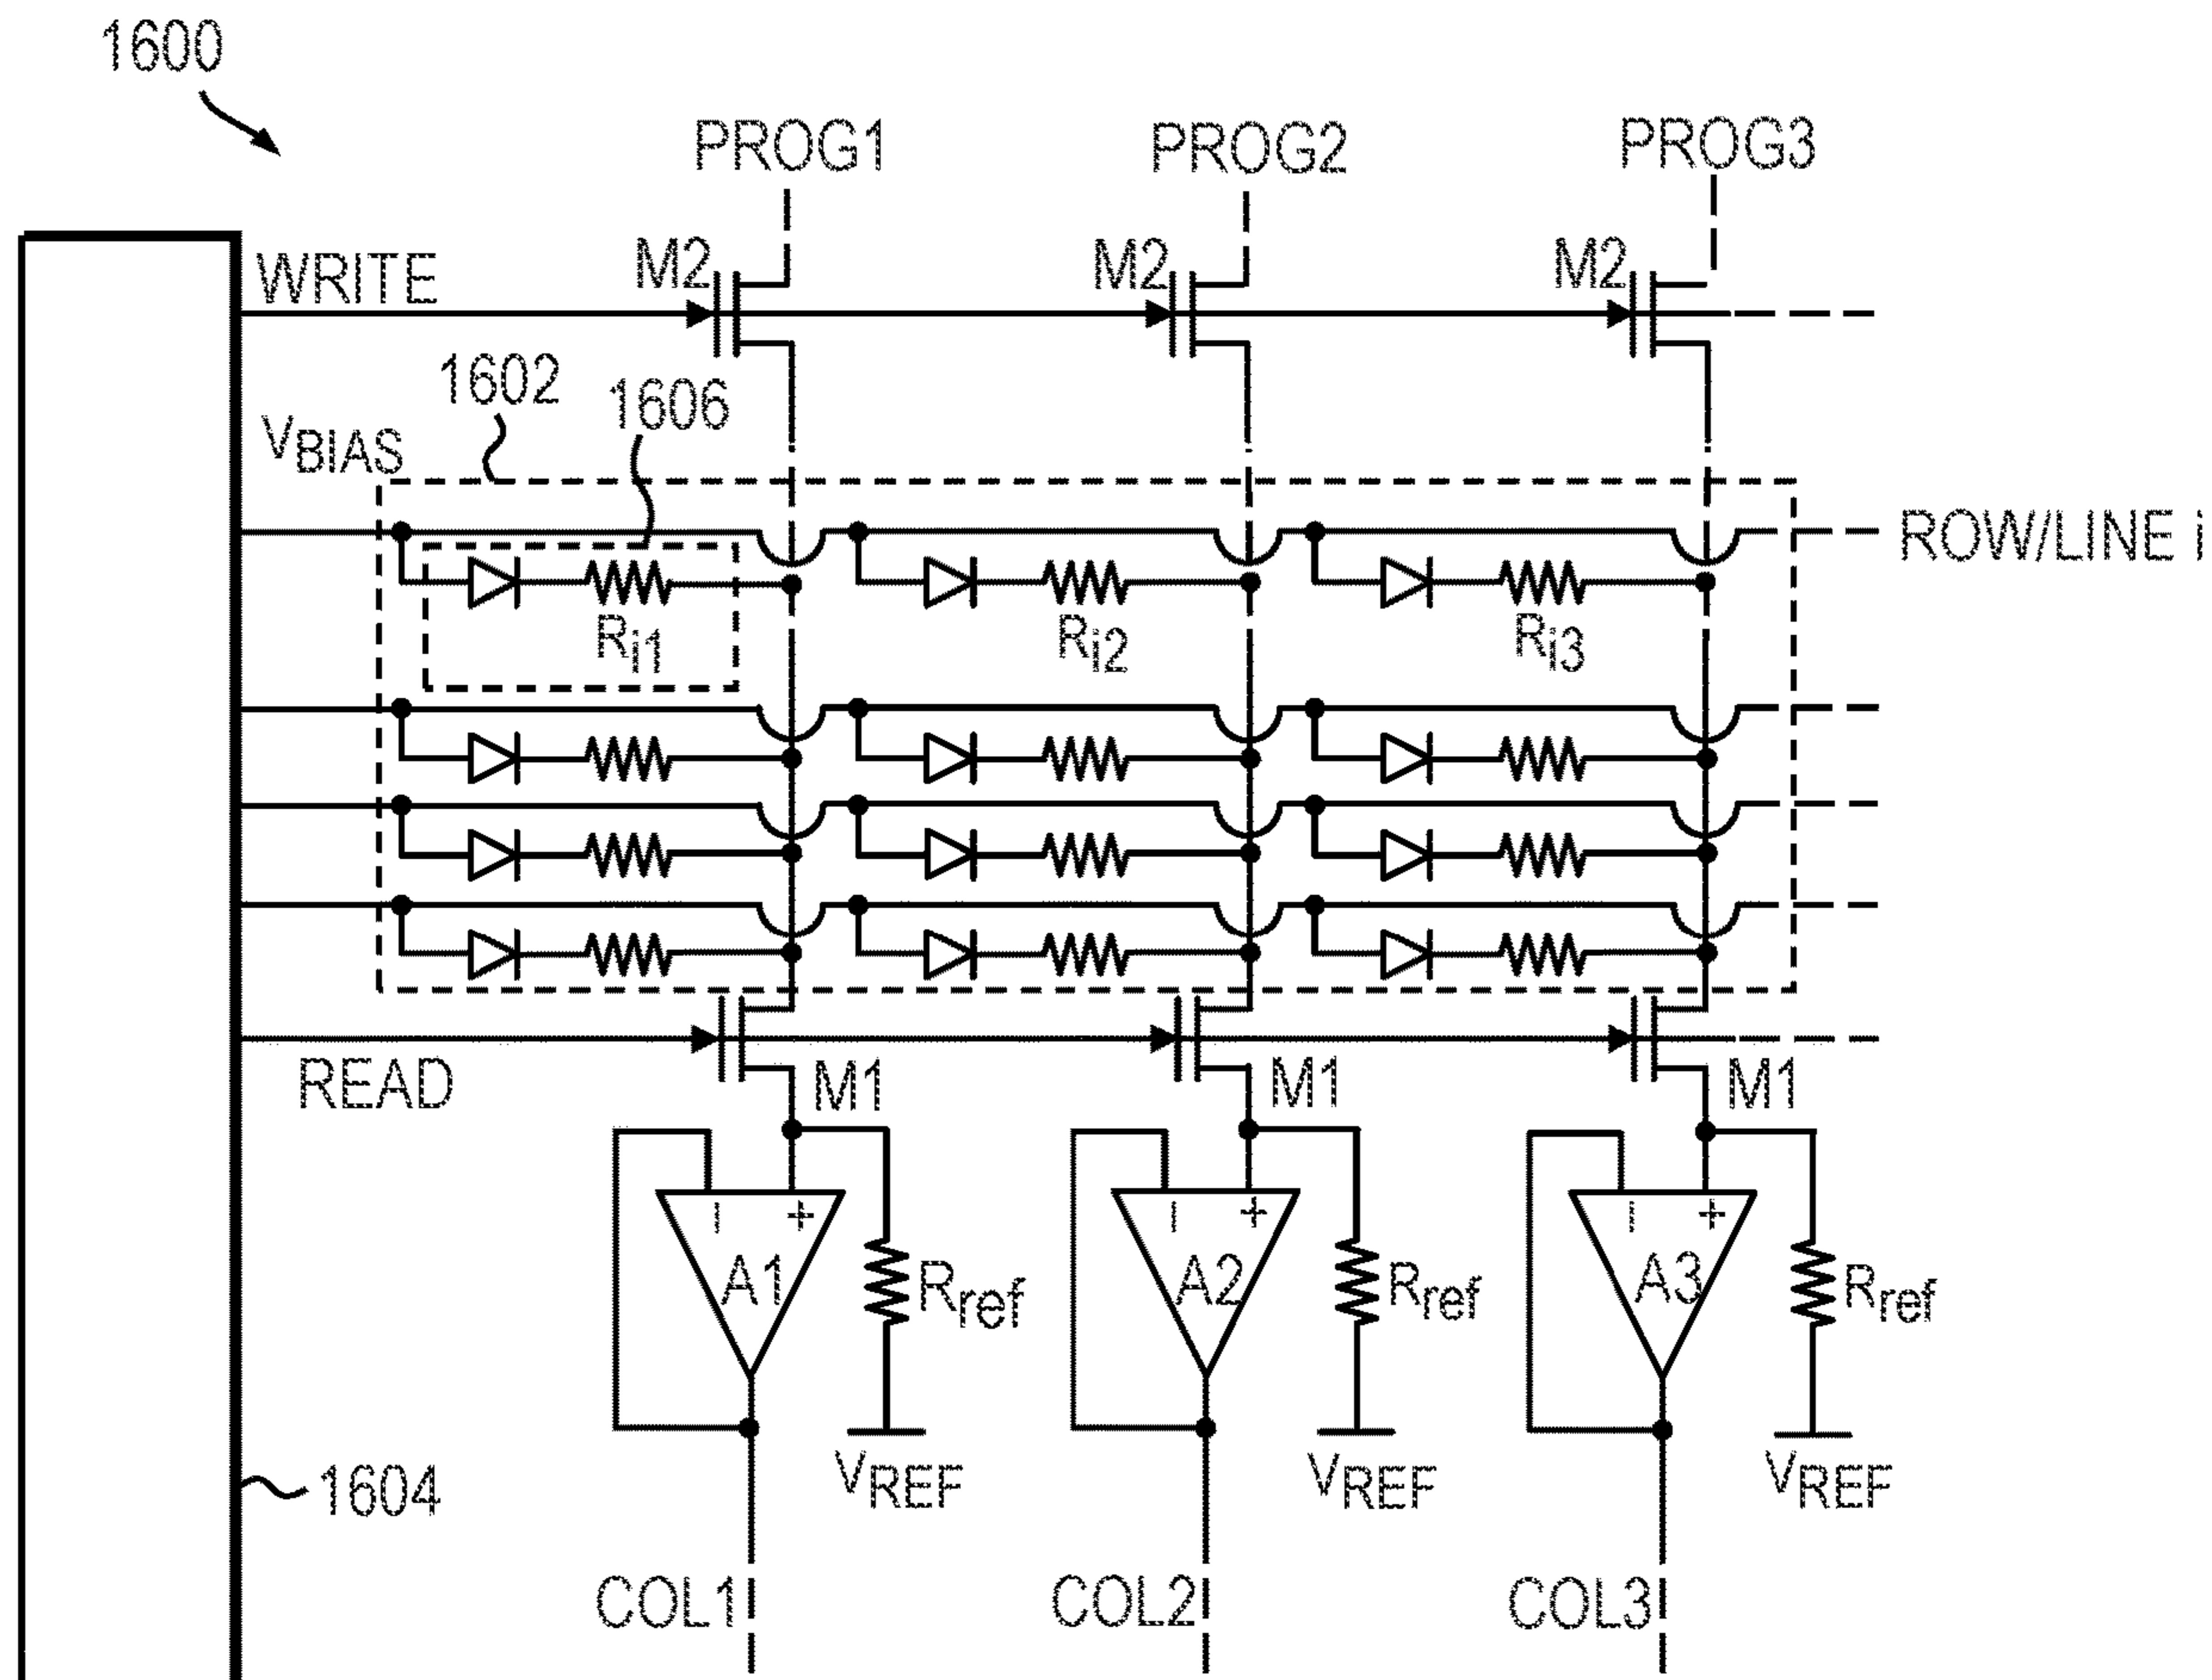 1600
PROG1 PROG2 PROG3
WRITE M2 M2 M2
1602 1606
VBIAS
ROW/LINE i
Ri1 Ri2 Ri3
READ M1 M1 M1
− + − + − +
A1 Rref A2 Rref A3 Rref
VREF VREF VREF
1604
COL1 COL2 COL3